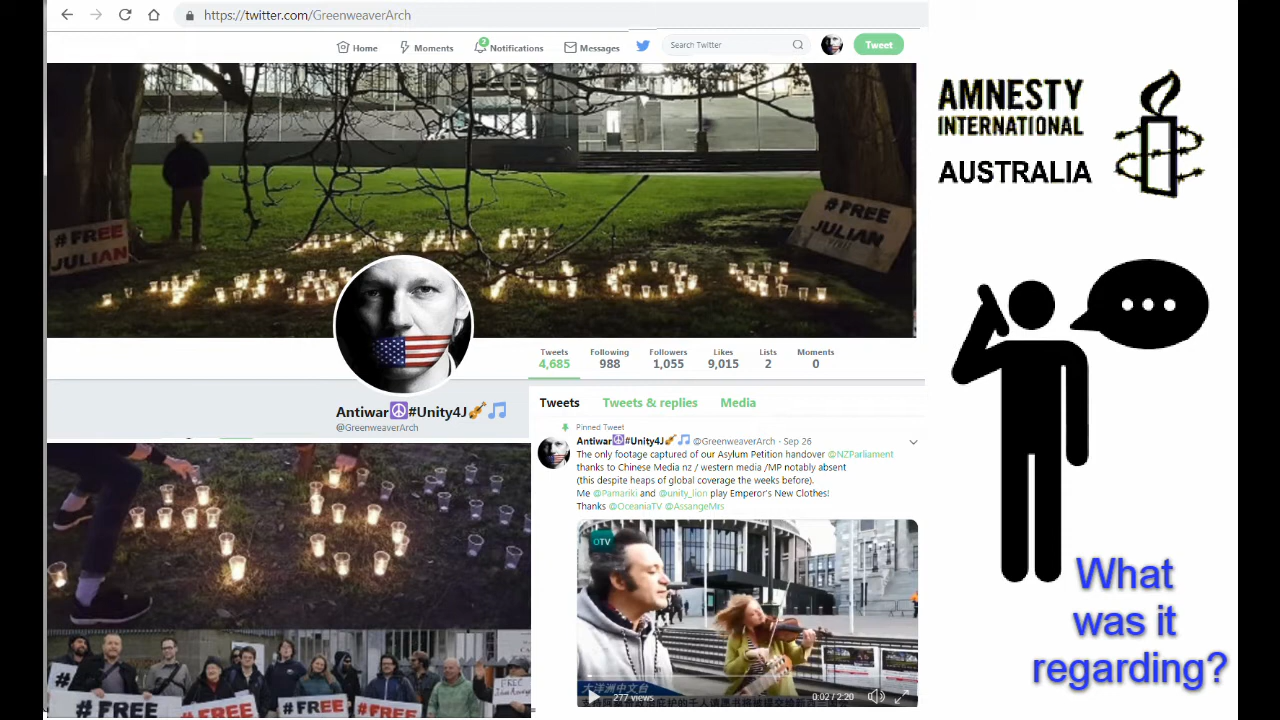 https://twitter.com/GreenweaverArch
Home
Moments
2
Notifications
Messages
Search Twitter
Tweet
# FREE
JULIAN
# FREE
JULIAN
Tweets Following Followers Likes Lists Moments
4,685 988 1,055 9,015 2 0
Antiwar☮#Unity4J🎻🎵
@GreenweaverArch
Tweets Tweets & replies Media
Pinned Tweet
Antiwar☮#Unity4J🎻🎵 @GreenweaverArch - Sep 26
The only footage captured of our Asylum Petition handover @NZParliament
thanks to Chinese Media nz / western media /MP notably absent
(this despite heaps of global coverage the weeks before).
Me @Pamariki and @unity_lion play Emperor's New Clothes!
Thanks @OceaniaTV @AssangeMrs
OTV
大洋洲中文台
277 views
0:02 / 2:20
#
# FREE
# FREE
# FREE
FREE
AMNESTY
INTERNATIONAL
AUSTRALIA
What
was it
regarding?